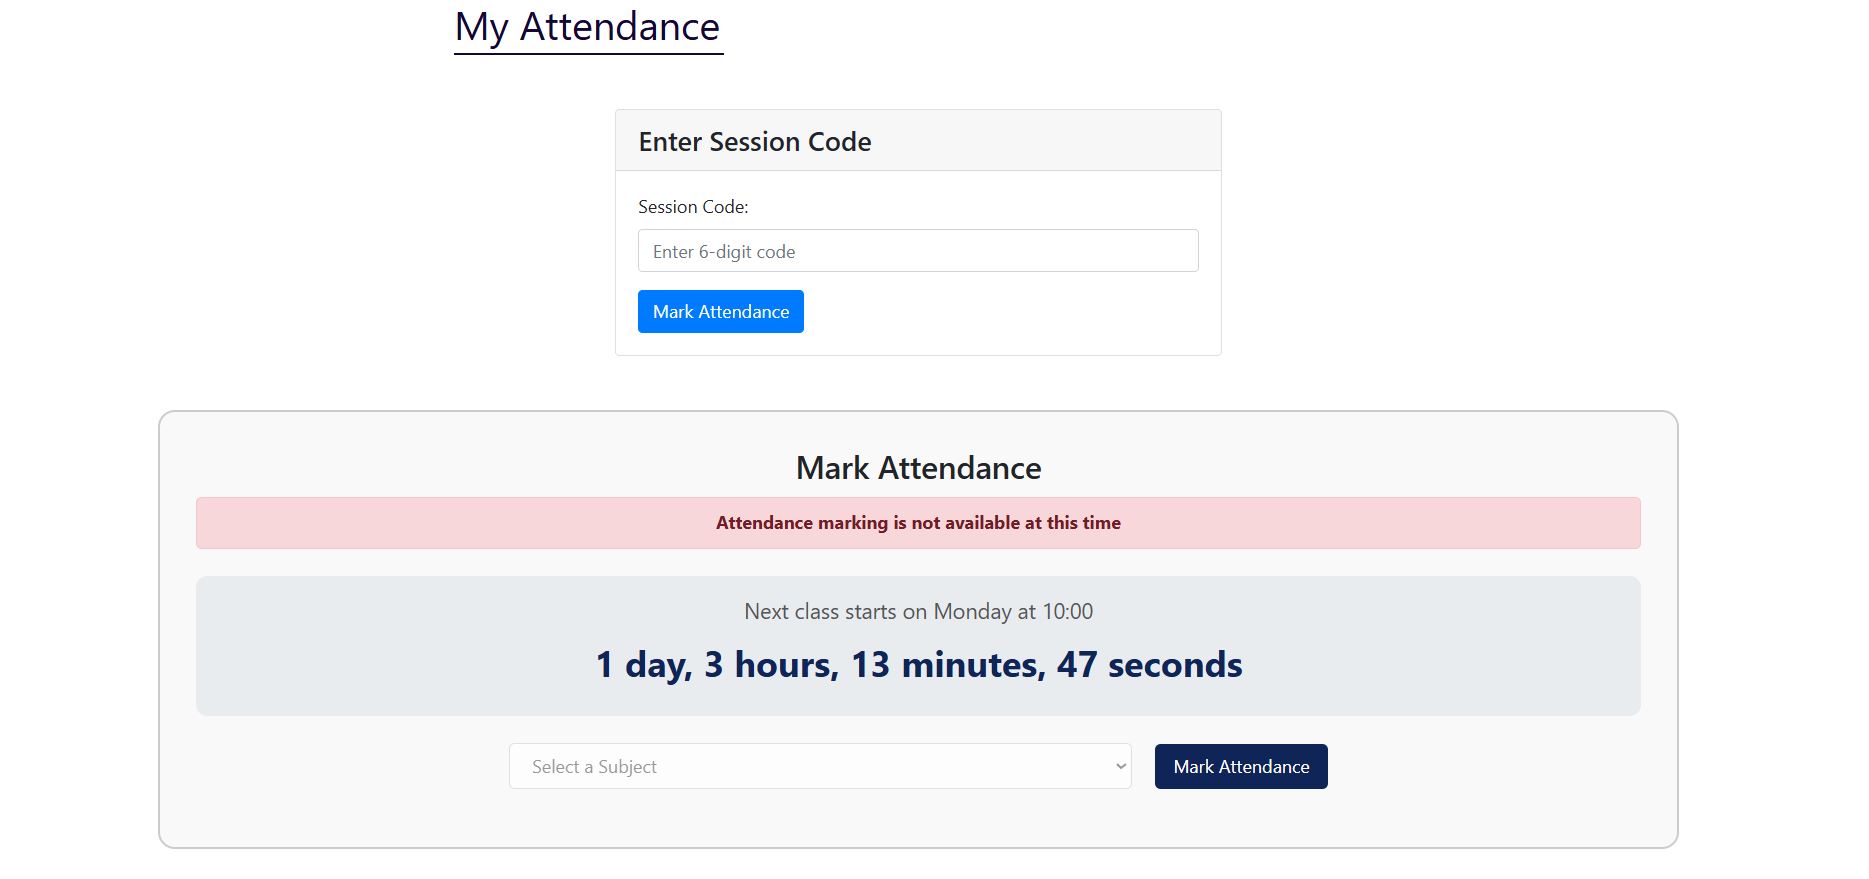 My Attendance
Enter Session Code
Session Code:
Enter 6-digit code
Mark Attendance
Mark Attendance
Attendance marking is not available at this time
Next class starts on Monday at 10:00
1 day, 3 hours, 13 minutes, 47 seconds
Select a Subject
Mark Attendance